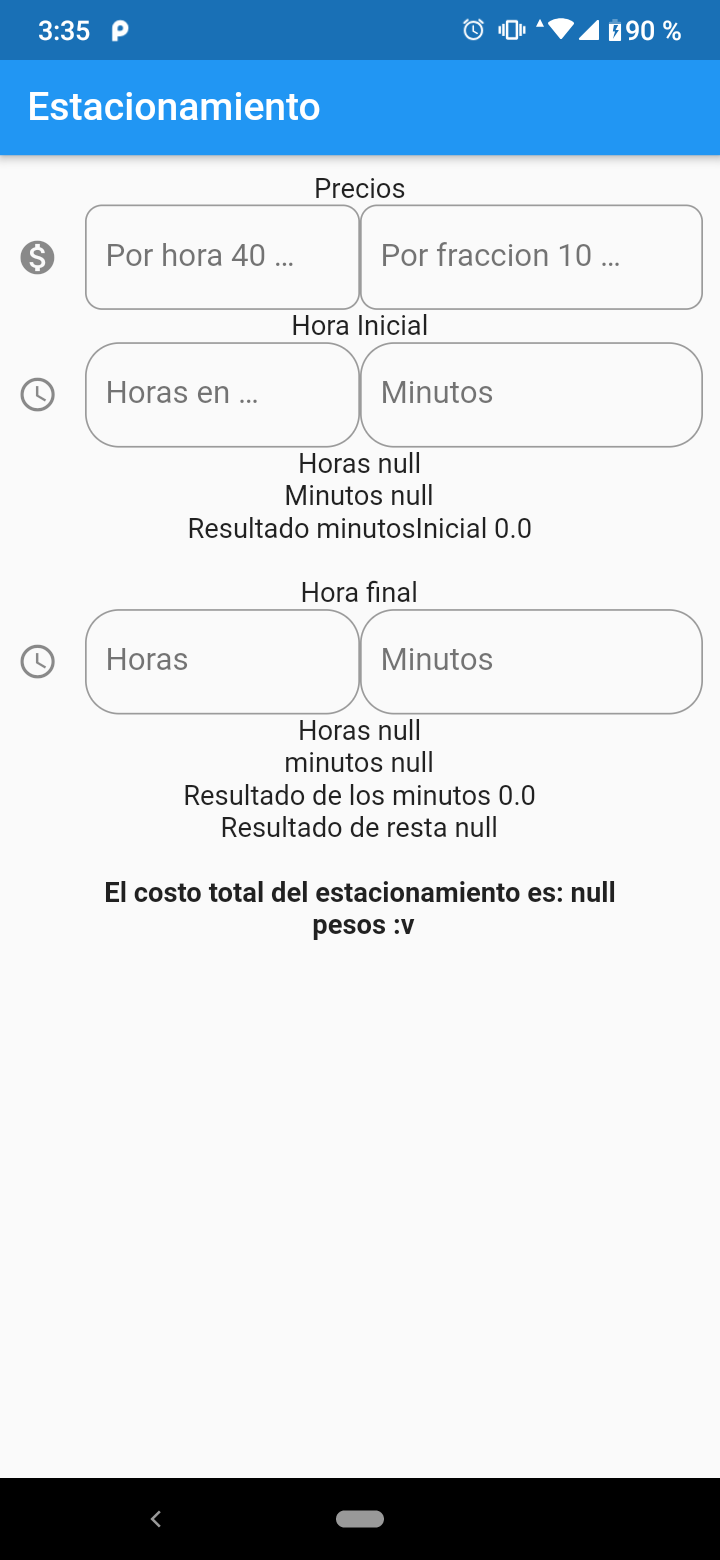 3:35
90 %
Estacionamiento
Precios
Por hora 40 ... Por fraccion 10 ...
Hora Inicial
Horas en ... Minutos
Horas null
Minutos null
Resultado minutosInicial 0.0
Hora final
Horas Minutos
Horas null
minutos null
Resultado de los minutos 0.0
Resultado de resta null
El costo total del estacionamiento es: null
pesos :v